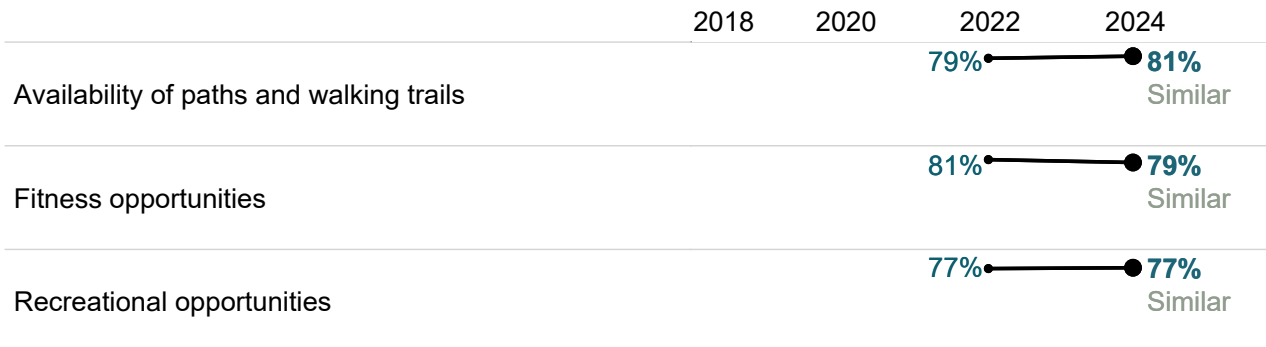 2018 2020 2022 2024
79% 81%
Availability of paths and walking trails Similar
81% 79%
Fitness opportunities Similar
77% 77%
Recreational opportunities Similar